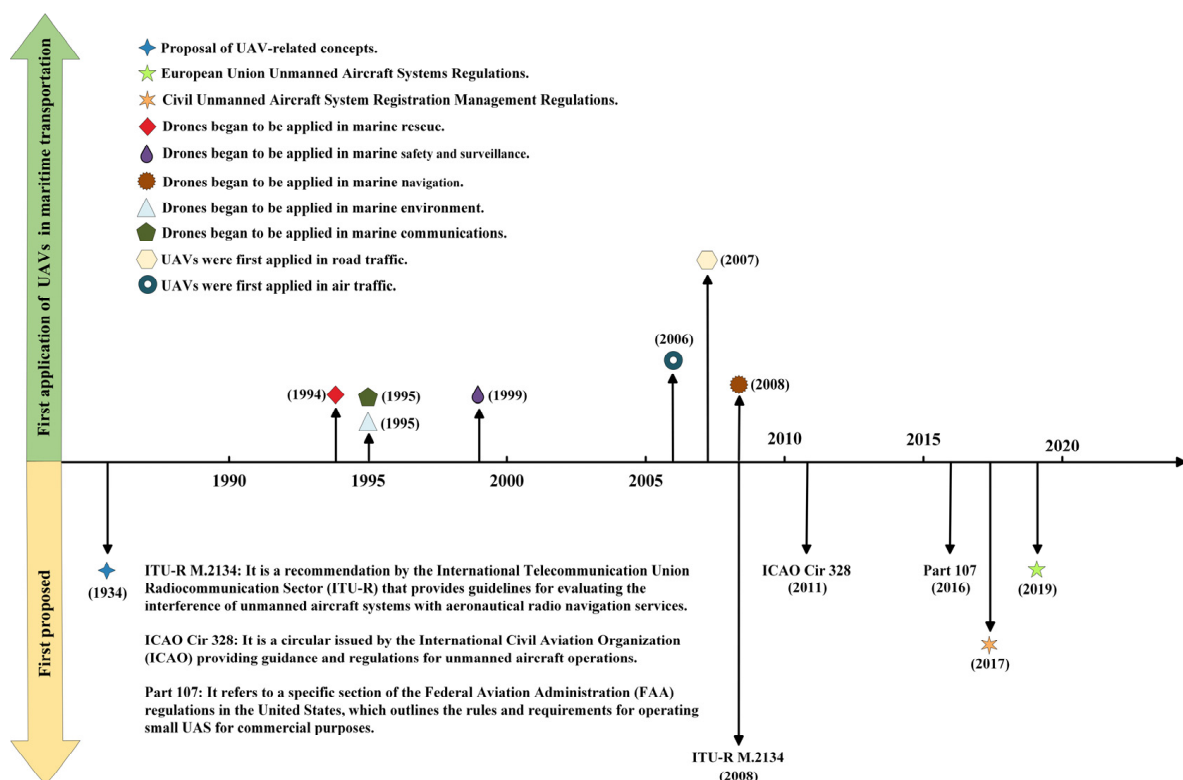 First application of UAVs in maritime transportation
First proposed
Proposal of UAV-related concepts.
European Union Unmanned Aircraft Systems Regulations.
Civil Unmanned Aircraft System Registration Management Regulations.
Drones began to be applied in marine rescue.
Drones began to be applied in marine safety and surveillance.
Drones began to be applied in marine navigation.
Drones began to be applied in marine environment.
Drones began to be applied in marine communications.
UAVs were first applied in road traffic.
UAVs were first applied in air traffic.
(2007)
(2006)
(2008)
(1994)
(1995)
(1999)
(1995)
1990
1995
2000
2005
2010
2015
2020
(1934)
ITU-R M.2134: It is a recommendation by the International Telecommunication Union
Radiocommunication Sector (ITU-R) that provides guidelines for evaluating the
interference of unmanned aircraft systems with aeronautical radio navigation services.
ICAO Cir 328: It is a circular issued by the International Civil Aviation Organization
(ICAO) providing guidance and regulations for unmanned aircraft operations.
Part 107: It refers to a specific section of the Federal Aviation Administration (FAA)
regulations in the United States, which outlines the rules and requirements for operating
small UAS for commercial purposes.
ICAO Cir 328
(2011)
Part 107
(2016)
(2019)
(2017)
ITU-R M.2134
(2008)